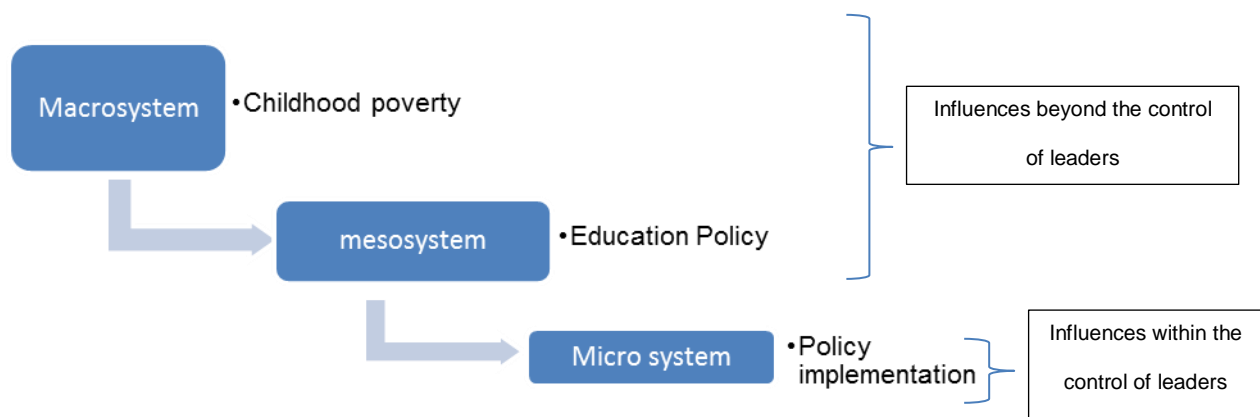 Macrosystem
•Childhood poverty
Influences beyond the control
of leaders
mesosystem
•Education Policy
Micro system
•Policy
implementation
Influences within the
control of leaders